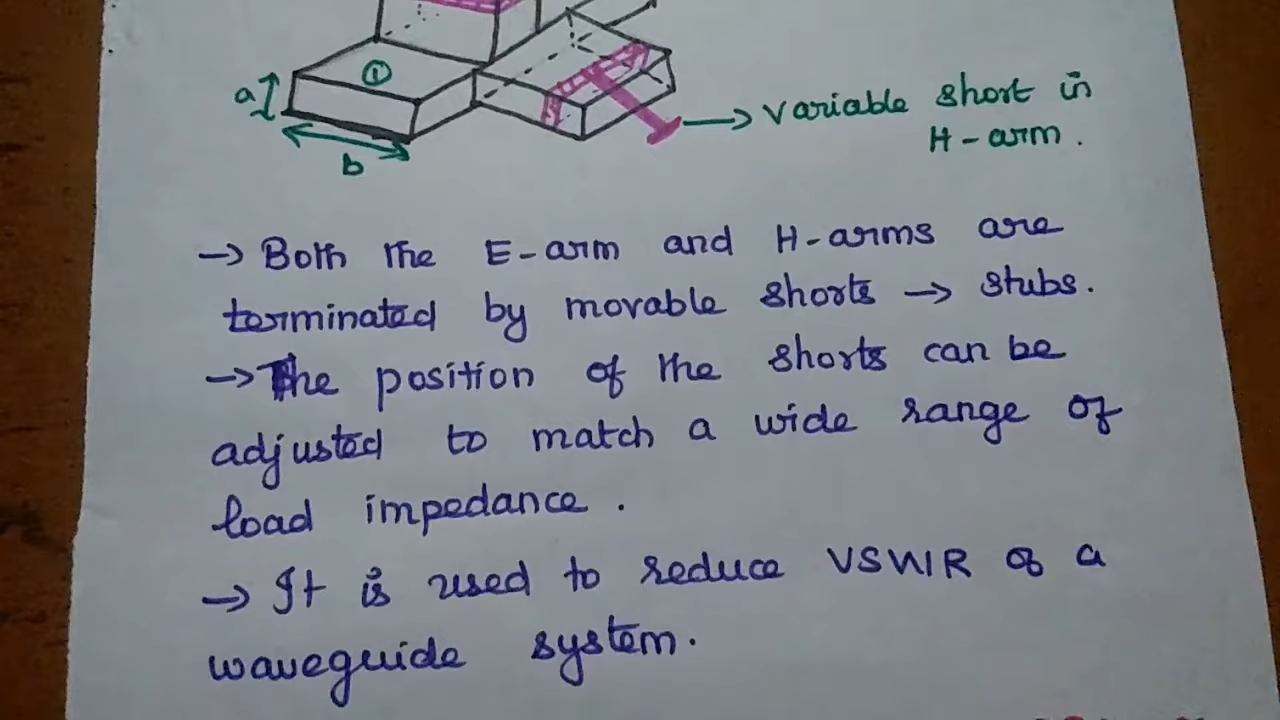 ①
a
b
→ Variable short in
H-arm.
→ Both the E-arm and H-arms are
terminated by movable shorts → stubs.
→ The position of the shorts can be
adjusted to match a wide range of
load impedance.
→ It is used to reduce VSWR of a
waveguide system.